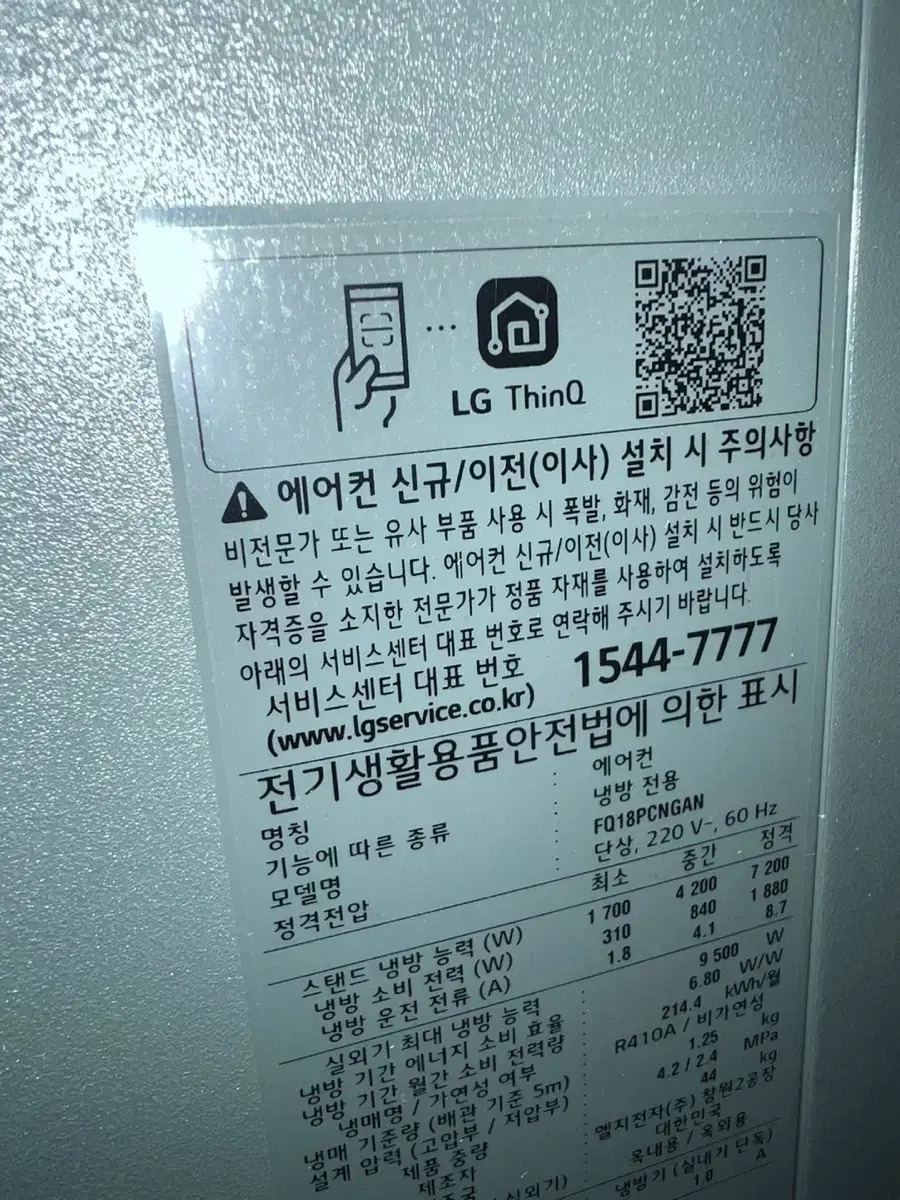 LG ThinQ
에어컨 신규/이전(이사) 설치 시 주의사항
비전문가 또는 유사 부품 사용 시 폭발, 화재, 감전 등의 위험이
발생할 수 있습니다. 에어컨 신규/이전(이사) 설치 시 반드시 당사
자격증을 소지한 전문가가 정품 자재를 사용하여 설치하도록
아래의 서비스센터 대표 번호로 연락해 주시기 바랍니다.
서비스센터 대표 번호 1544-7777
(www.lgservice.co.kr)
전기생활용품안전법에 의한 표시
명칭 : 에어컨
기능에 따른 종류 : 냉방 전용
모델명 : FQ18PCNGAN
정격전압 : 단상, 220 V~, 60 Hz
최소 중간 정격
스탠드 냉방 능력 (W) 1 700 4 200 7 200
냉방 소비 전력 (W) 310 840 1 880
냉방 운전 전류 (A) 1.8 4.1 8.7
실외기 최대 냉방 능력 : 9 500 W
냉방 기간 에너지 소비 효율 : 6.80 W/W
냉방 기간 월간 소비 전력량 : 214.4 kWh/월
냉매명 / 가연성 여부 : R410A / 비가연성
냉매 기준량 (배관 기준 5m) : 1.25 kg
설계 압력 (고압부 / 저압부) : 4.2 / 2.4 MPa
제품 중량 : 44 kg
제조자 : 엘지전자(주) 창원2공장
대한민국
실외기) : 옥내용 / 옥외용
냉방기 (실내기 단독)
1.0 A